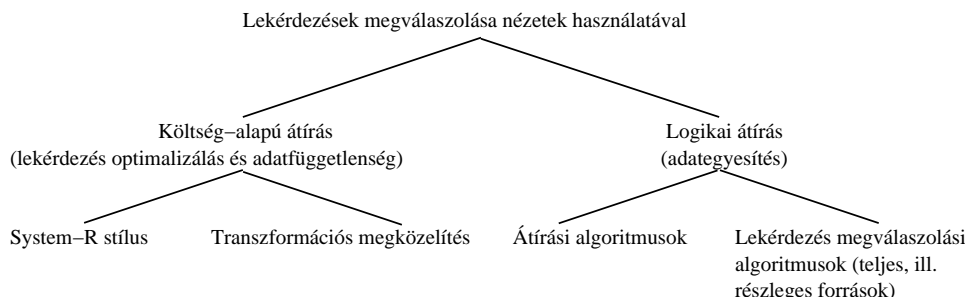 Lekérdezések megválaszolása nézetek használatával
Költség−alapú átírás
(lekérdezés optimalizálás és adatfüggetlenség)
Logikai átírás
(adategyesítés)
System−R stílus
Transzformációs megközelítés
Átírási algoritmusok
Lekérdezés megválaszolási
algoritmusok (teljes, ill.
részleges források)